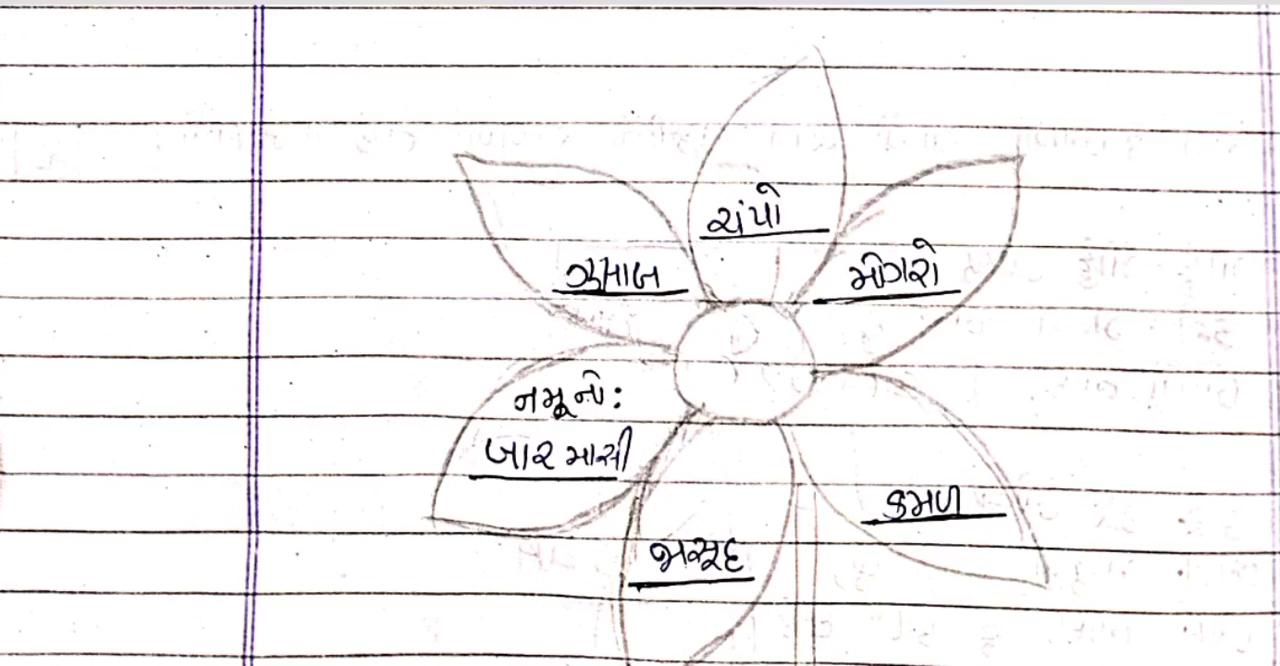 ચંપો
મોગરો
ગુલાબ
નમૂનો:
બારમાસી
કમળ
જાસૂદ